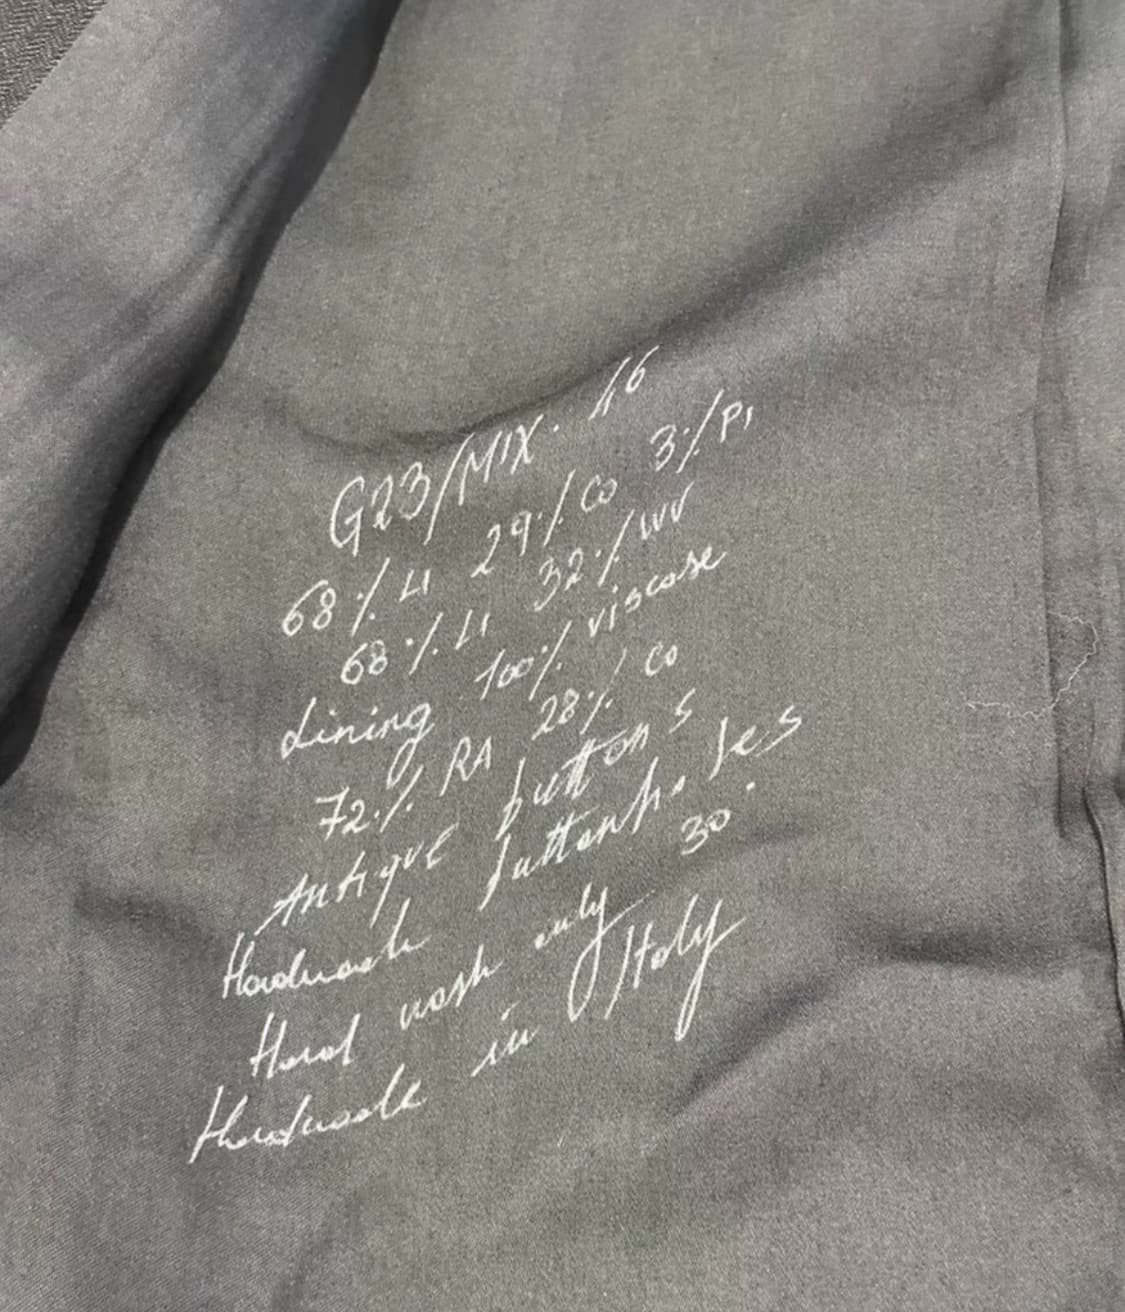 G23/MIX. 46
68% LI 29% CO 3% PI
68% LI 32% WV
Lining 100% viscose
72% RA 28% CO
Antique buttons
Handmade buttonholes
Hand wash only 30°
Handmade in Italy